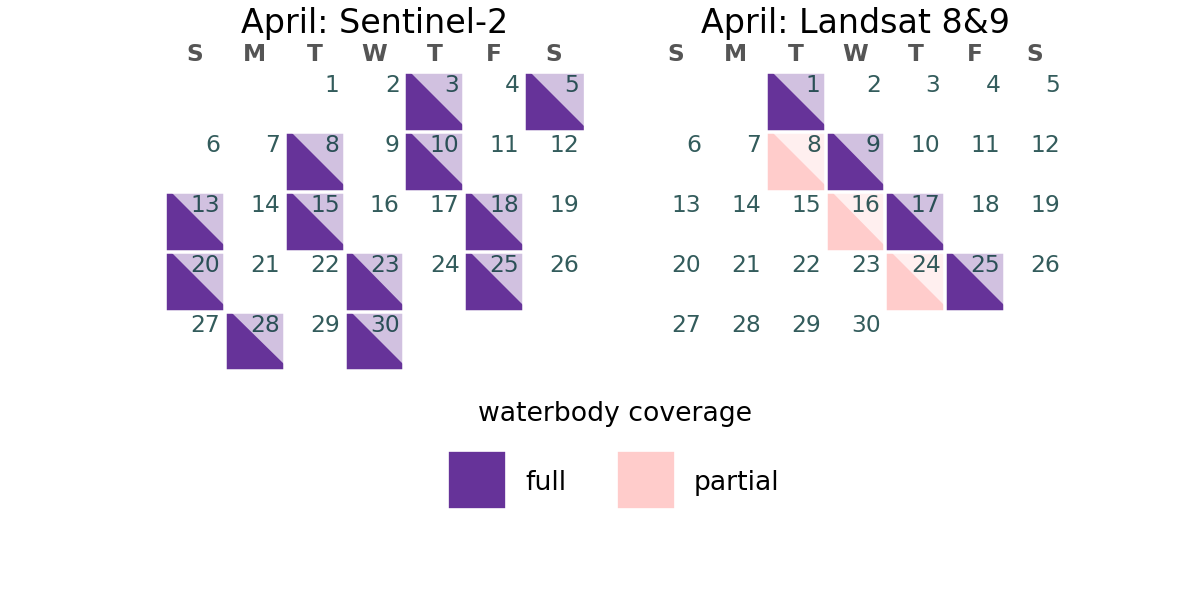 April: Sentinel-2
S M T W T F S
1 2 3 4 5
6 7 8 9 10 11 12
13 14 15 16 17 18 19
20 21 22 23 24 25 26
27 28 29 30
April: Landsat 8&9
S M T W T F S
1 2 3 4 5
6 7 8 9 10 11 12
13 14 15 16 17 18 19
20 21 22 23 24 25 26
27 28 29 30
waterbody coverage
full
partial